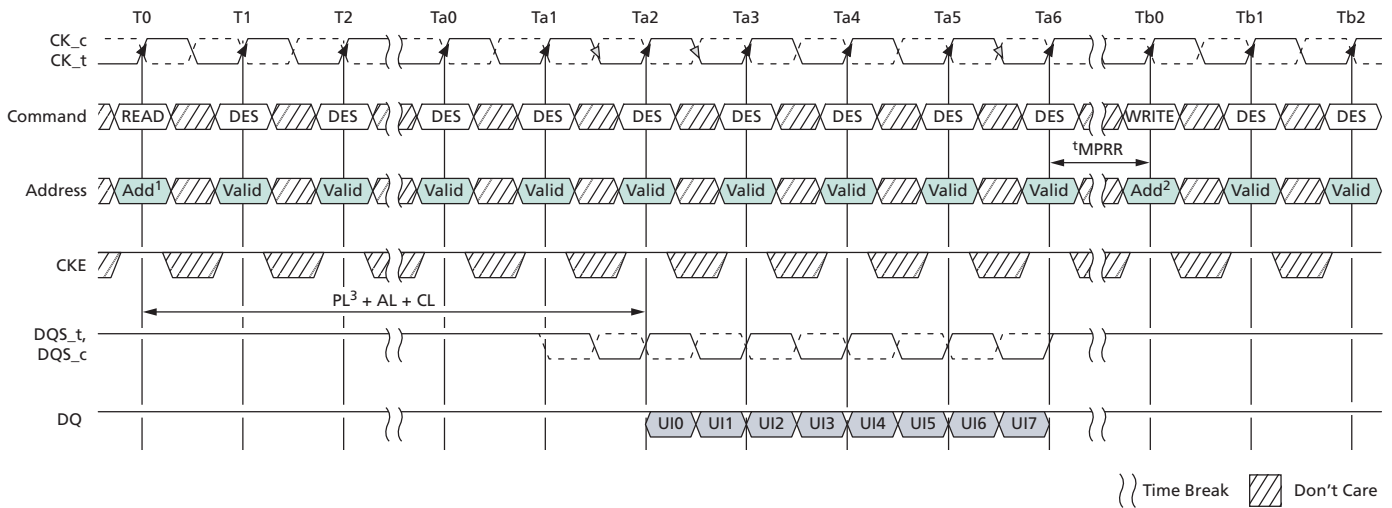 T0 T1 T2 Ta0 Ta1 Ta2 Ta3 Ta4 Ta5 Ta6 Tb0 Tb1 Tb2
CK_c
CK_t
Command READ DES DES DES DES DES DES DES DES DES WRITE DES DES
tMPRR
Address Add1 Valid Valid Valid Valid Valid Valid Valid Valid Valid Add2 Valid Valid
CKE
PL3 + AL + CL
DQS_t,
DQS_c
DQ UI0 UI1 UI2 UI3 UI4 UI5 UI6 UI7
Time Break Don't Care